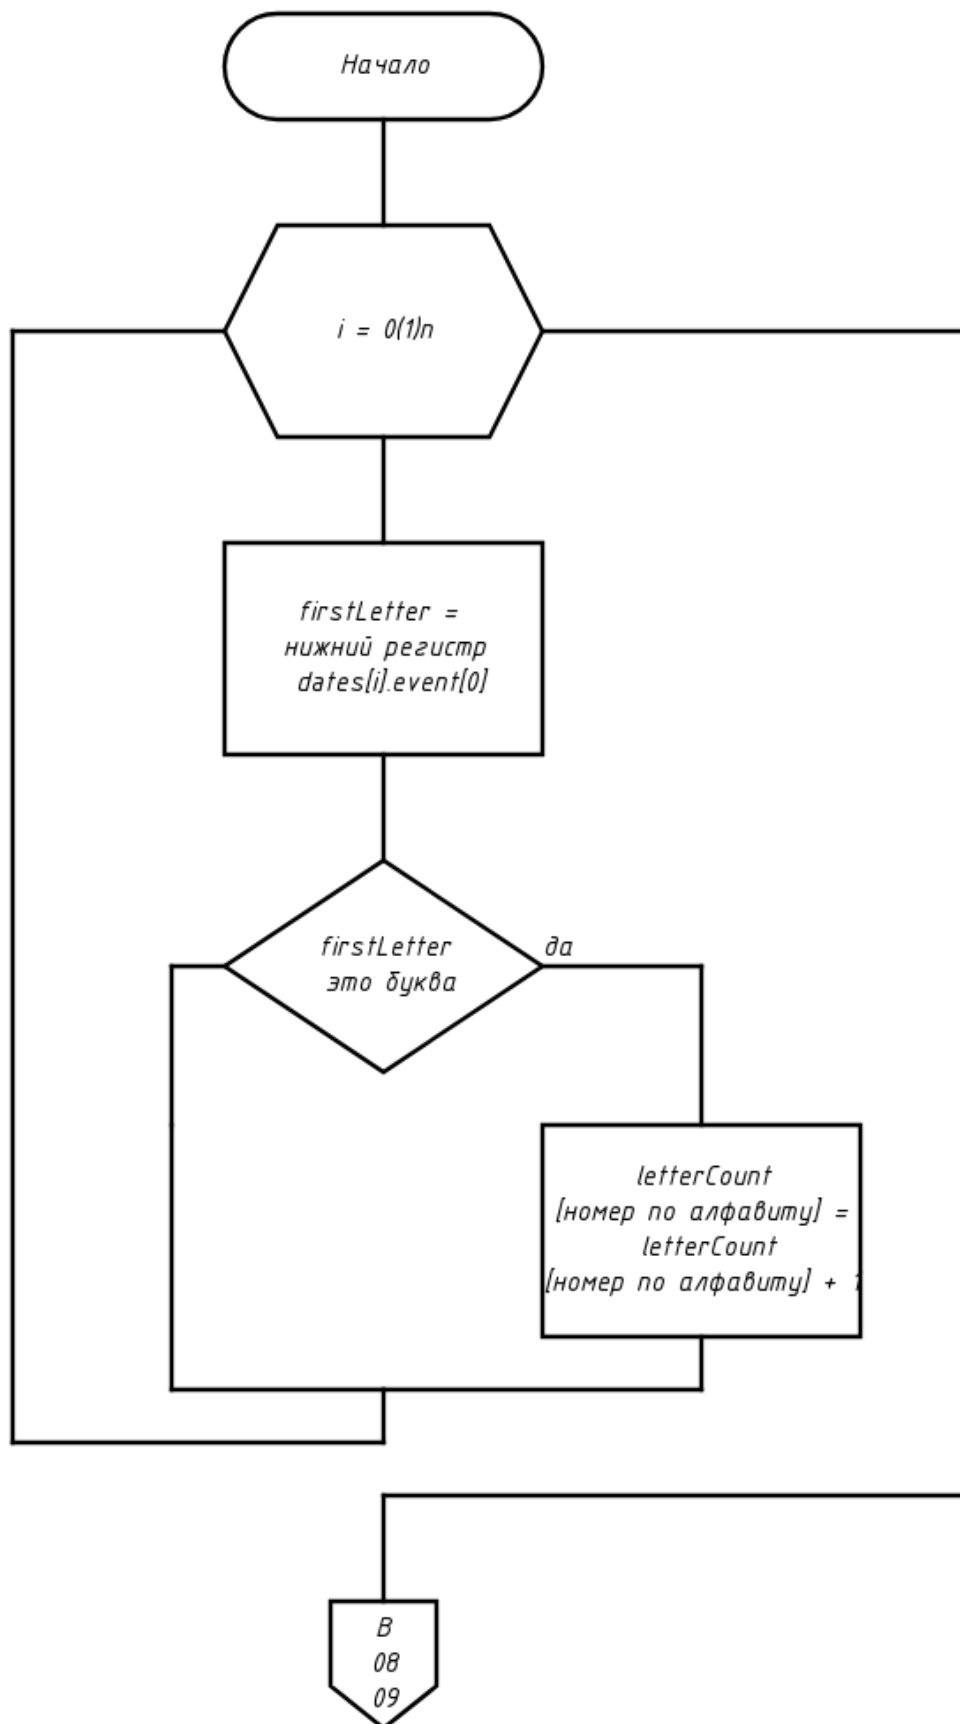 Начало
i = 0(1)n
firstLetter =
нижний регистр
dates[i].event[0]
firstLetter
это буква
да
letterCount
[номер по алфавиту] =
letterCount
[номер по алфавиту] + 1
В
08
09